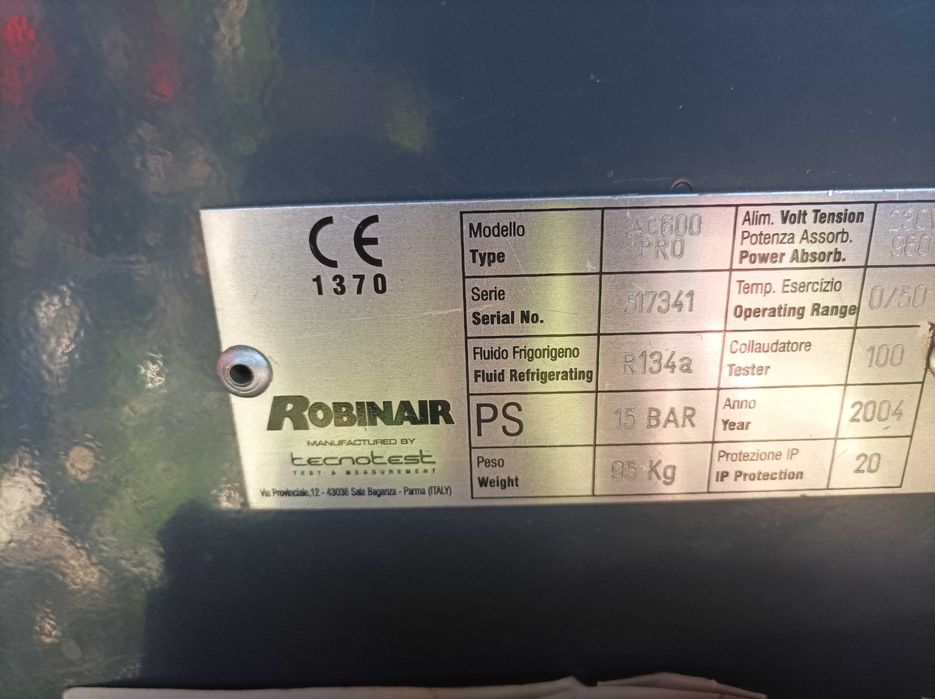 CE
1370
ROBINAIR
MANUFACTURED BY
tecnotest
TEST & MEASUREMENT
Via Provinciale,12 - 43038 Sala Baganza - Parma (ITALY)
Modello
Type
AC600
PRO
Alim. Volt Tension
Potenza Assorb.
Power Absorb.
230V
960
Serie
Serial No.
517341
Temp. Esercizio
Operating Range
0/50
Fluido Frigorigeno
Fluid Refrigerating
R134a
Collaudatore
Tester
100
PS
15 BAR
Anno
Year
2004
Peso
Weight
95 Kg
Protezione IP
IP Protection
20